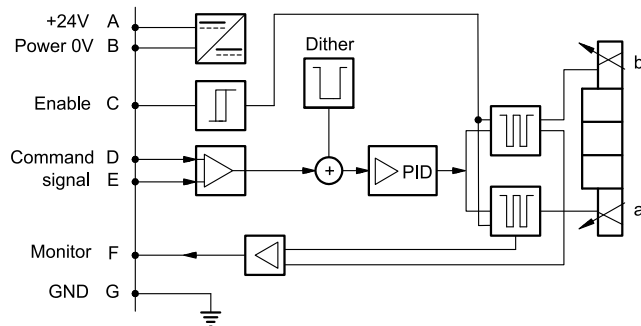 +24V A
Power 0V B
Dither
b
Enable C
Command D
signal E
+
PID
a
Monitor F
GND G